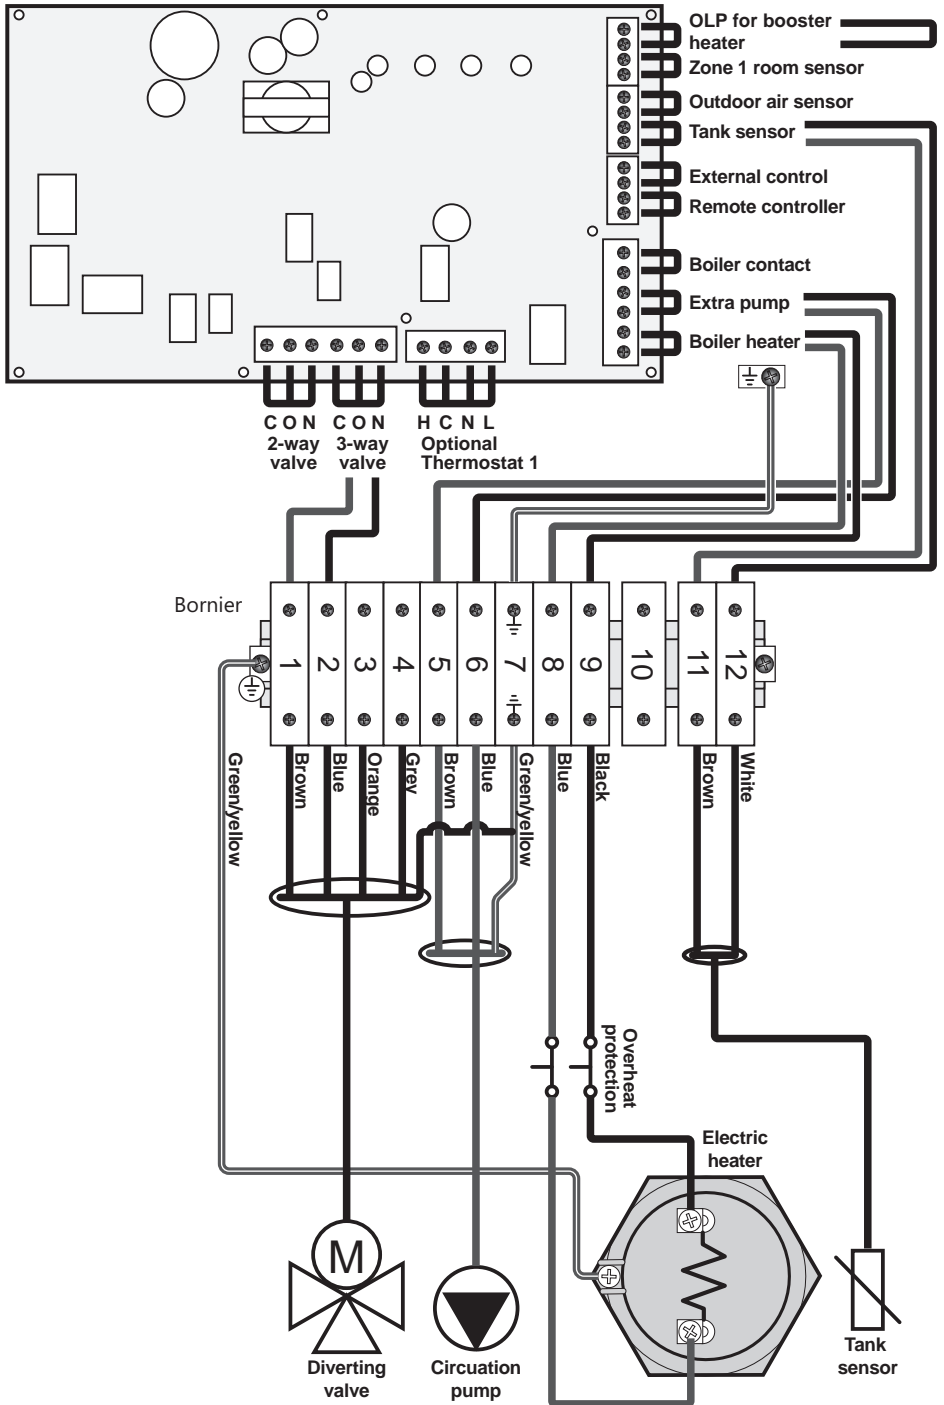 OLP for booster
heater
Zone 1 room sensor
Outdoor air sensor
Tank sensor
External control
Remote controller
Boiler contact
Extra pump
Boiler heater
C O N C O N H C N L
2-way
valve
3-way
valve
Optional
Thermostat 1
Bornier
1 2 3 4 5 6 7 8 9 10 11 12
Green/yellow
Brown
Blue
Orange
Grey
Brown
Blue
Green/yellow
Blue
Black
Brown
White
Overheat
protection
Electric
heater
M
Diverting
valve
Circuation
pump
Tank
sensor